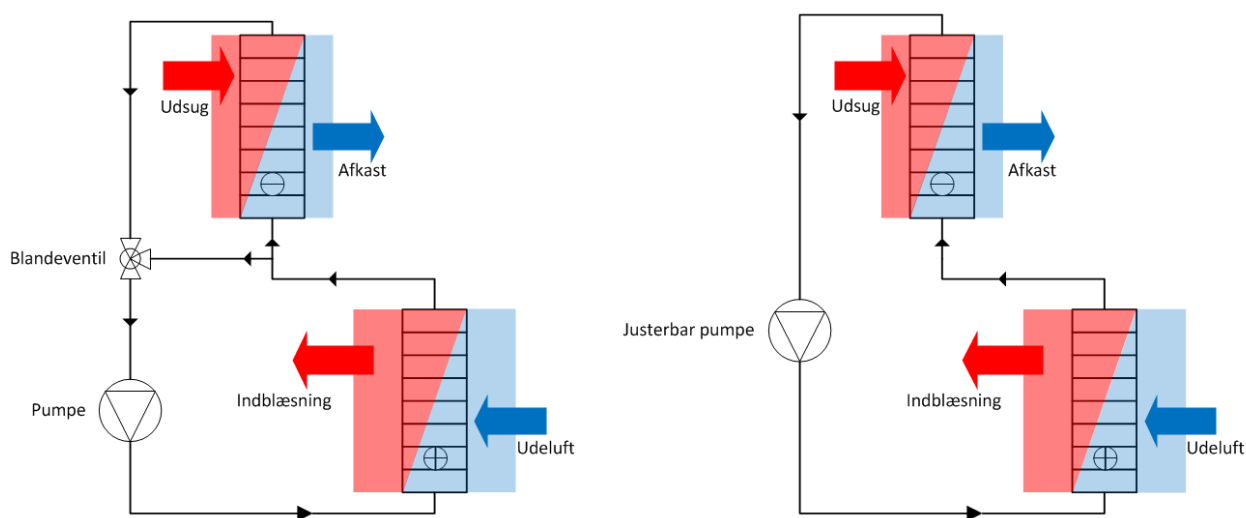 Udsug
Afkast
Blandeventil
Indblæsning
Pumpe
Udeluft
Udsug
Afkast
Justerbar pumpe
Indblæsning
Udeluft